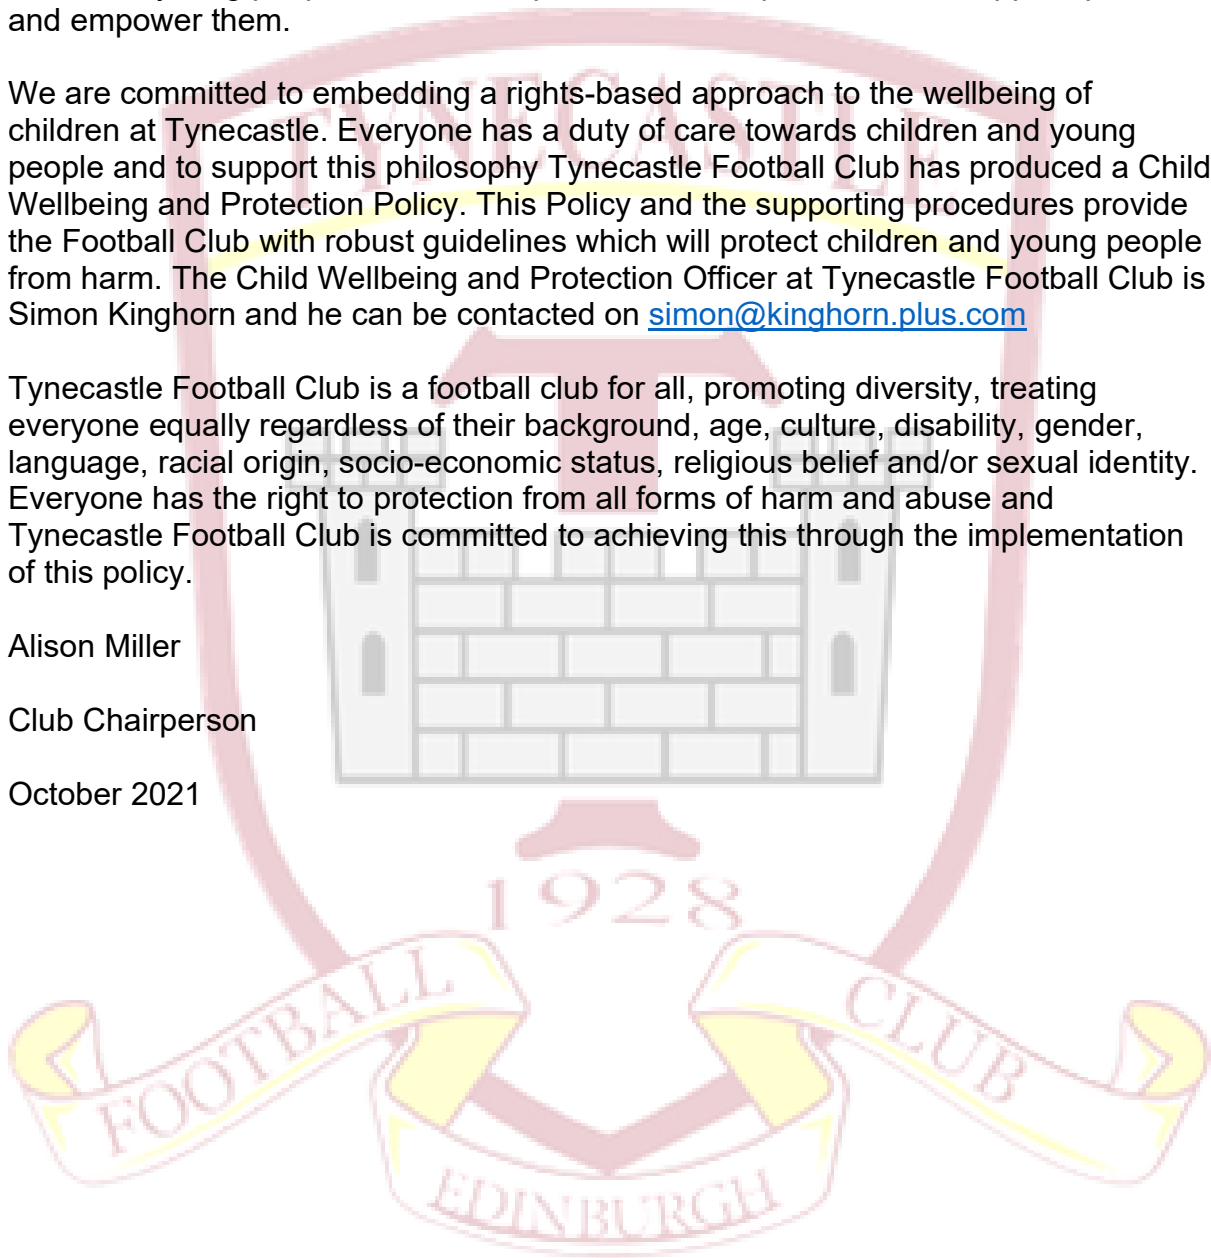 and empower them.
We are committed to embedding a rights-based approach to the wellbeing of
children at Tynecastle. Everyone has a duty of care towards children and young
people and to support this philosophy Tynecastle Football Club has produced a Child
Wellbeing and Protection Policy. This Policy and the supporting procedures provide
the Football Club with robust guidelines which will protect children and young people
from harm. The Child Wellbeing and Protection Officer at Tynecastle Football Club is
Simon Kinghorn and he can be contacted on simon@kinghorn.plus.com
Tynecastle Football Club is a football club for all, promoting diversity, treating
everyone equally regardless of their background, age, culture, disability, gender,
language, racial origin, socio-economic status, religious belief and/or sexual identity.
Everyone has the right to protection from all forms of harm and abuse and
Tynecastle Football Club is committed to achieving this through the implementation
of this policy.
Alison Miller
Club Chairperson
October 2021
TYNECASTLE
1928
FOOTBALL
CLUB
EDINBURGH